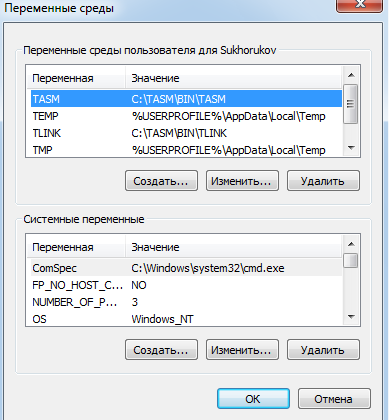 Переменные среды
Переменные среды пользователя для Sukhorukov
Переменная Значение
TASM C:\TASM\BIN\TASM
TEMP %USERPROFILE%\AppData\Local\Temp
TLINK C:\TASM\BIN\TLINK
TMP %USERPROFILE%\AppData\Local\Temp
Создать... Изменить... Удалить
Системные переменные
Переменная Значение
ComSpec C:\Windows\system32\cmd.exe
FP_NO_HOST_C... NO
NUMBER_OF_P... 3
OS Windows_NT
Создать... Изменить... Удалить
OK Отмена